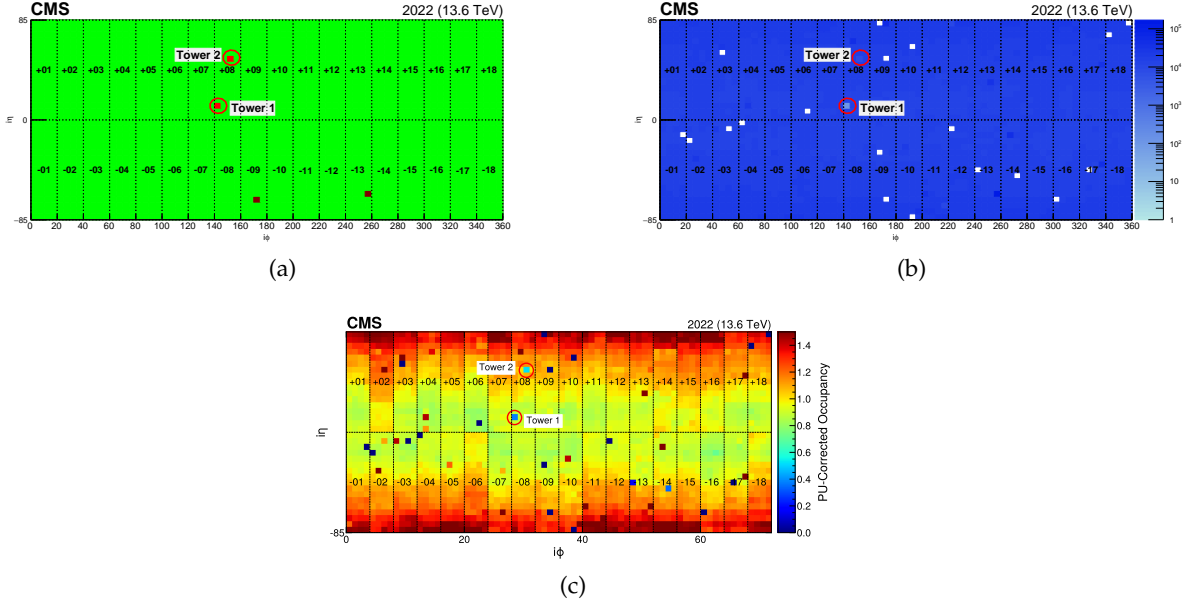 CMS 2022 (13.6 TeV)
85
Tower 2
+01 +02 +03 +04 +05 +06 +07 +08 +09 +10 +11 +12 +13 +14 +15 +16 +17 +18
Tower 1
iη
0
-01 -02 -03 -04 -05 -06 -07 -08 -09 -10 -11 -12 -13 -14 -15 -16 -17 -18
−85
0 20 40 60 80 100 120 140 160 180 200 220 240 260 280 300 320 340 360
iϕ
(a)
CMS 2022 (13.6 TeV)
85
Tower 2
+01 +02 +03 +04 +05 +06 +07 +08 +09 +10 +11 +12 +13 +14 +15 +16 +17 +18
Tower 1
iη
0
-01 -02 -03 -04 -05 -06 -07 -08 -09 -10 -11 -12 -13 -14 -15 -16 -17 -18
−85
0 20 40 60 80 100 120 140 160 180 200 220 240 260 280 300 320 340 360
iϕ
10⁵
10⁴
10³
10²
10
1
(b)
CMS 2022 (13.6 TeV)
Tower 2
+01 +02 +03 +04 +05 +06 +07 +08 +09 +10 +11 +12 +13 +14 +15 +16 +17 +18
Tower 1
iη
-01 -02 -03 -04 -05 -06 -07 -08 -09 -10 -11 -12 -13 -14 -15 -16 -17 -18
-85
0 20 40 60
iϕ
1.4
1.2
1.0
0.8
0.6
0.4
0.2
0.0
PU-Corrected Occupancy
(c)